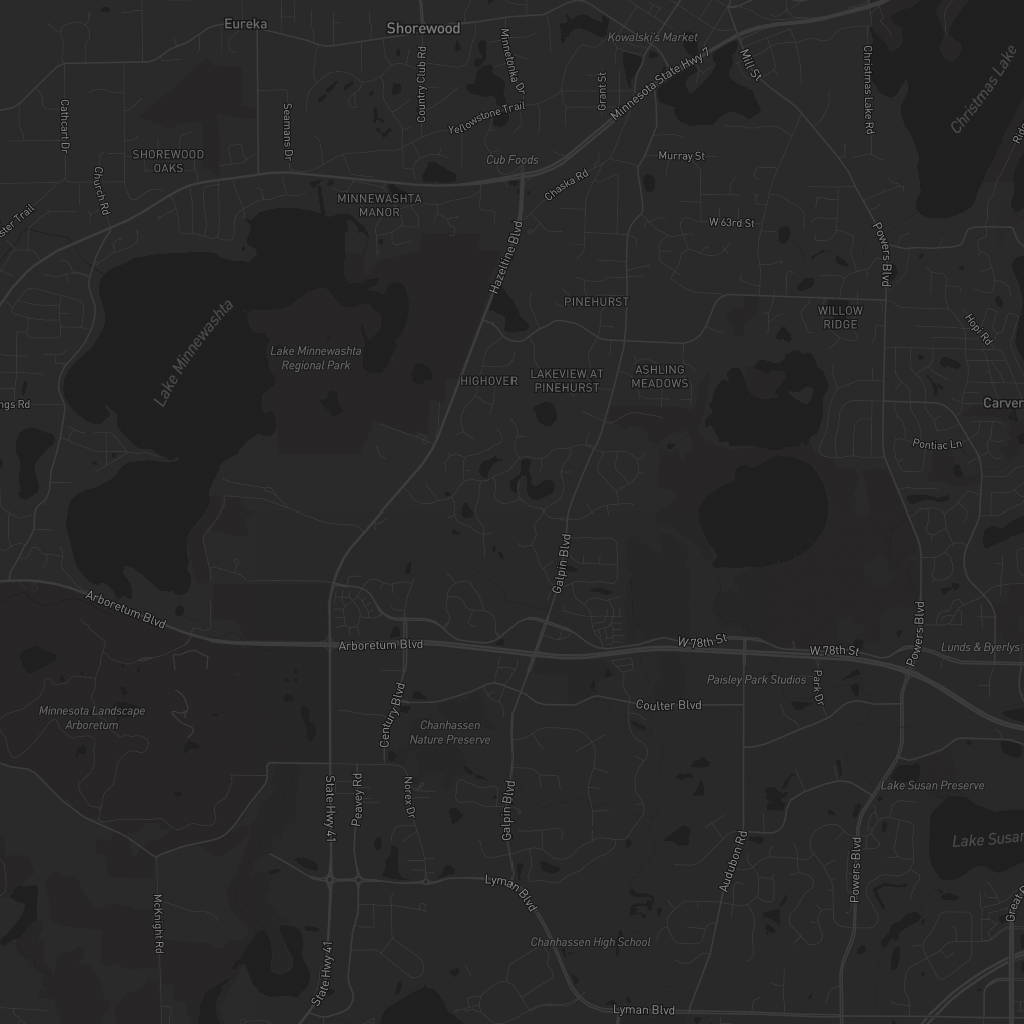 Eureka
Shorewood
Kowalski's Market
Minnesota State Hwy 7
Mill St
Christmas Lake Rd
Christmas Lake
Country Club Rd
Minnetonka Dr
Grant St
Yellowstone Trail
Cathcart Dr
Seamans Dr
SHOREWOOD
OAKS
Church Rd
Cub Foods
Murray St
Chaska Rd
MINNEWASHTA
MANOR
W 63rd St
Powers Blvd
Hazeltine Blvd
PINEHURST
WILLOW
RIDGE
Hopi Rd
Lake Minnewashta
Lake Minnewashta
Regional Park
HIGHOVER
LAKEVIEW AT
PINEHURST
ASHLING
MEADOWS
ngs Rd
Carver
Pontiac Ln
Galpin Blvd
Arboretum Blvd
Arboretum Blvd
W 78th St
W 78th St
Powers Blvd
Lunds & Byerlys
Paisley Park Studios
Park Dr
Coulter Blvd
Century Blvd
Minnesota Landscape
Arboretum
Chanhassen
Nature Preserve
State Hwy 41
Peavey Rd
Norex Dr
Galpin Blvd
Lake Susan Preserve
Lake Susan
Audubon Rd
Powers Blvd
Lyman Blvd
McKnight Rd
Chanhassen High School
State Hwy 41
Lyman Blvd